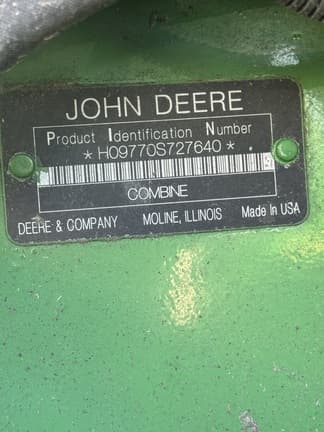 JOHN DEERE
Product Identification Number
* H09770S727640 *
COMBINE
DEERE & COMPANY MOLINE, ILLINOIS Made In USA